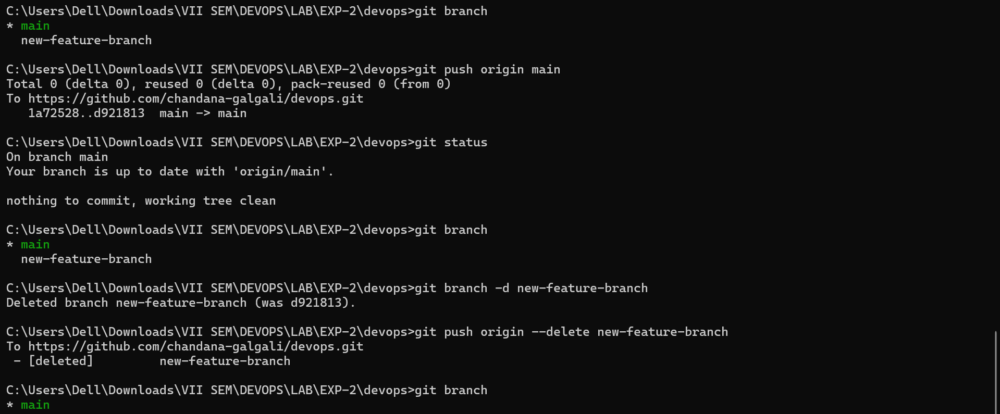 C:\Users\Dell\Downloads\VII SEM\DEVOPS\LAB\EXP-2\devops>git branch
* main
  new-feature-branch

C:\Users\Dell\Downloads\VII SEM\DEVOPS\LAB\EXP-2\devops>git push origin main
Total 0 (delta 0), reused 0 (delta 0), pack-reused 0 (from 0)
To https://github.com/chandana-galgali/devops.git
   1a72528..d921813  main -> main

C:\Users\Dell\Downloads\VII SEM\DEVOPS\LAB\EXP-2\devops>git status
On branch main
Your branch is up to date with 'origin/main'.

nothing to commit, working tree clean

C:\Users\Dell\Downloads\VII SEM\DEVOPS\LAB\EXP-2\devops>git branch
* main
  new-feature-branch

C:\Users\Dell\Downloads\VII SEM\DEVOPS\LAB\EXP-2\devops>git branch -d new-feature-branch
Deleted branch new-feature-branch (was d921813).

C:\Users\Dell\Downloads\VII SEM\DEVOPS\LAB\EXP-2\devops>git push origin --delete new-feature-branch
To https://github.com/chandana-galgali/devops.git
 - [deleted]         new-feature-branch

C:\Users\Dell\Downloads\VII SEM\DEVOPS\LAB\EXP-2\devops>git branch
* main